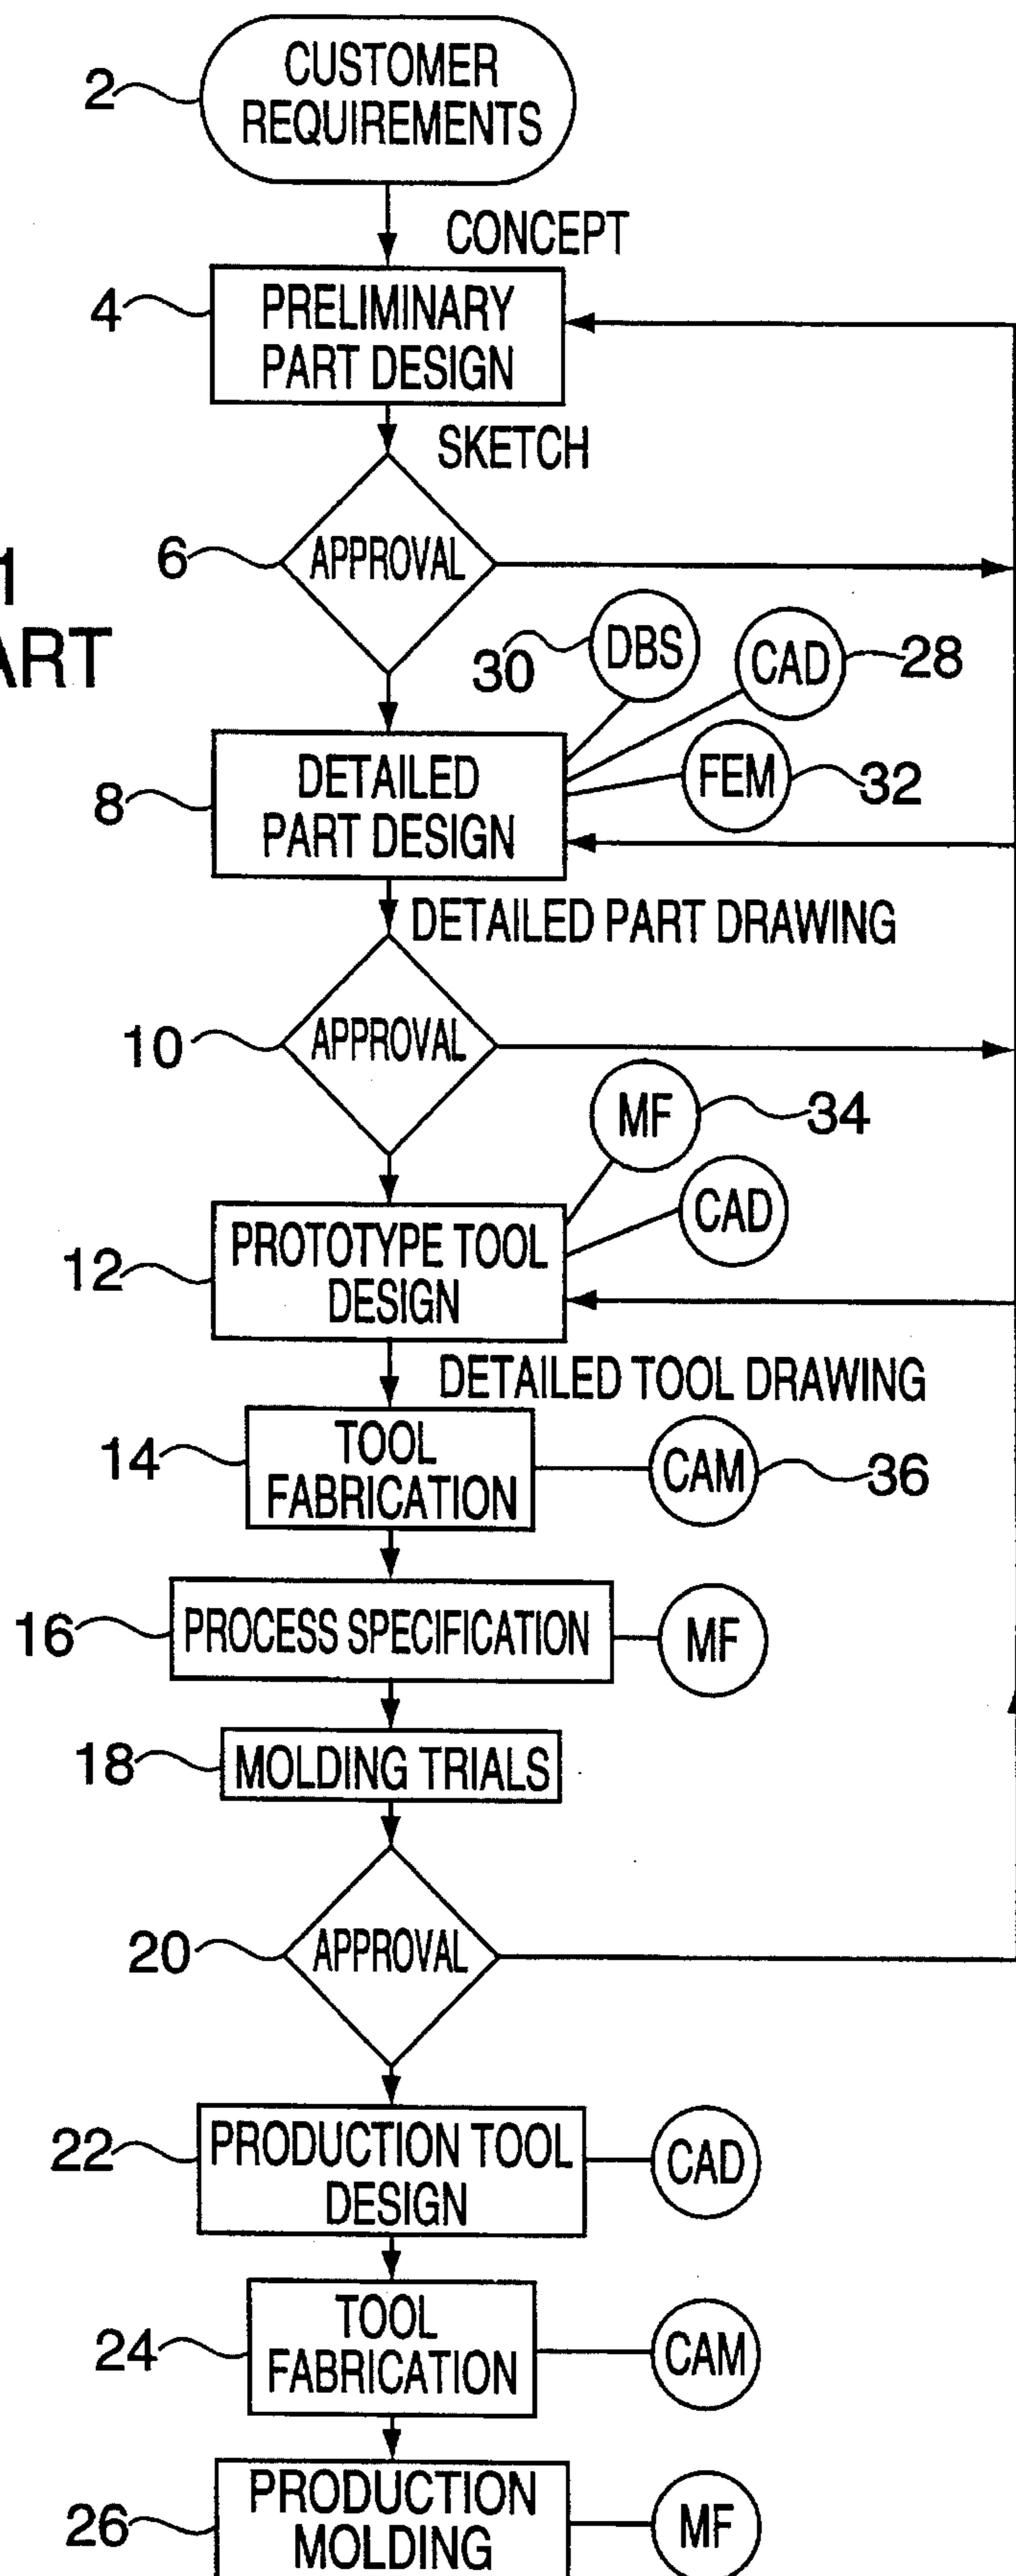 2
CUSTOMER
REQUIREMENTS
CONCEPT
4
PRELIMINARY
PART DESIGN
SKETCH
6
APPROVAL
1
ART
30
DBS
CAD
28
8
DETAILED
PART DESIGN
FEM
32
DETAILED PART DRAWING
10
APPROVAL
MF
34
CAD
12
PROTOTYPE TOOL
DESIGN
DETAILED TOOL DRAWING
14
TOOL
FABRICATION
CAM
36
16
PROCESS SPECIFICATION
MF
18
MOLDING TRIALS
20
APPROVAL
22
PRODUCTION TOOL
DESIGN
CAD
24
TOOL
FABRICATION
CAM
26
PRODUCTION
MOLDING
MF